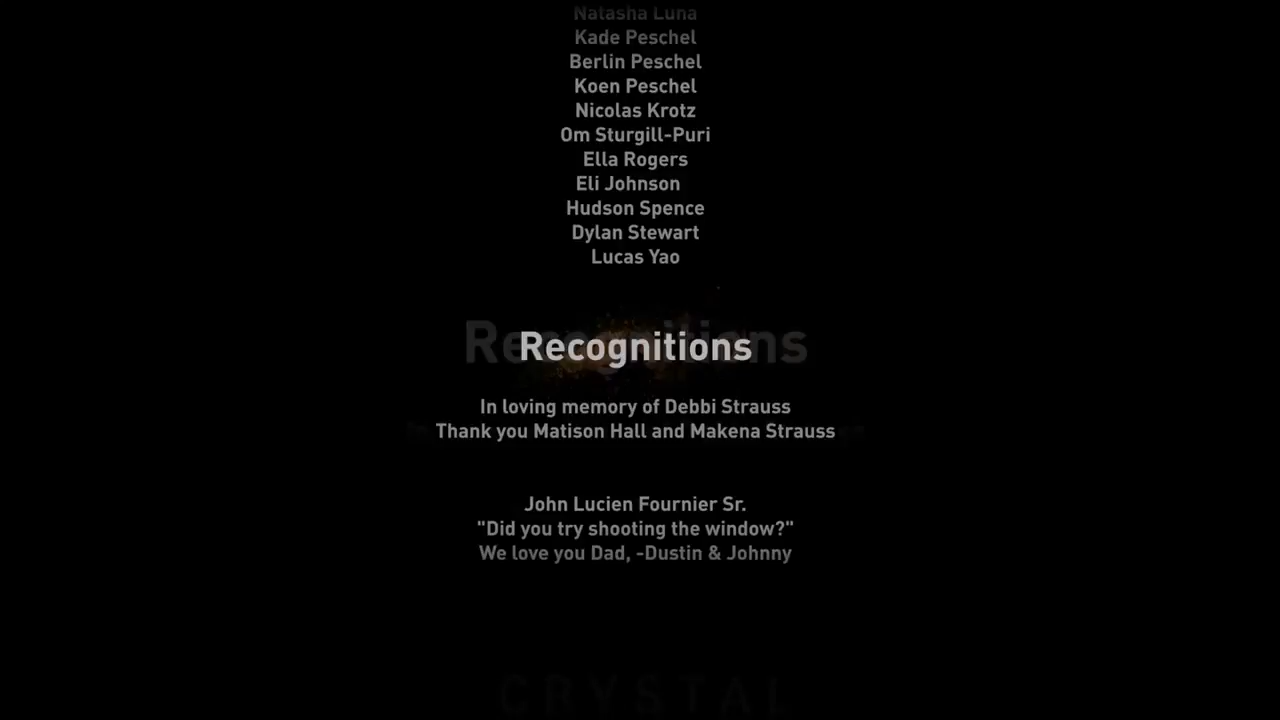 Natasha Luna
Kade Peschel
Berlin Peschel
Koen Peschel
Nicolas Krotz
Om Sturgill-Puri
Ella Rogers
Eli Johnson
Hudson Spence
Dylan Stewart
Lucas Yao
Recognitions
In loving memory of Debbi Strauss
Thank you Matison Hall and Makena Strauss
John Lucien Fournier Sr.
"Did you try shooting the window?"
We love you Dad, -Dustin & Johnny
CRYSTAL